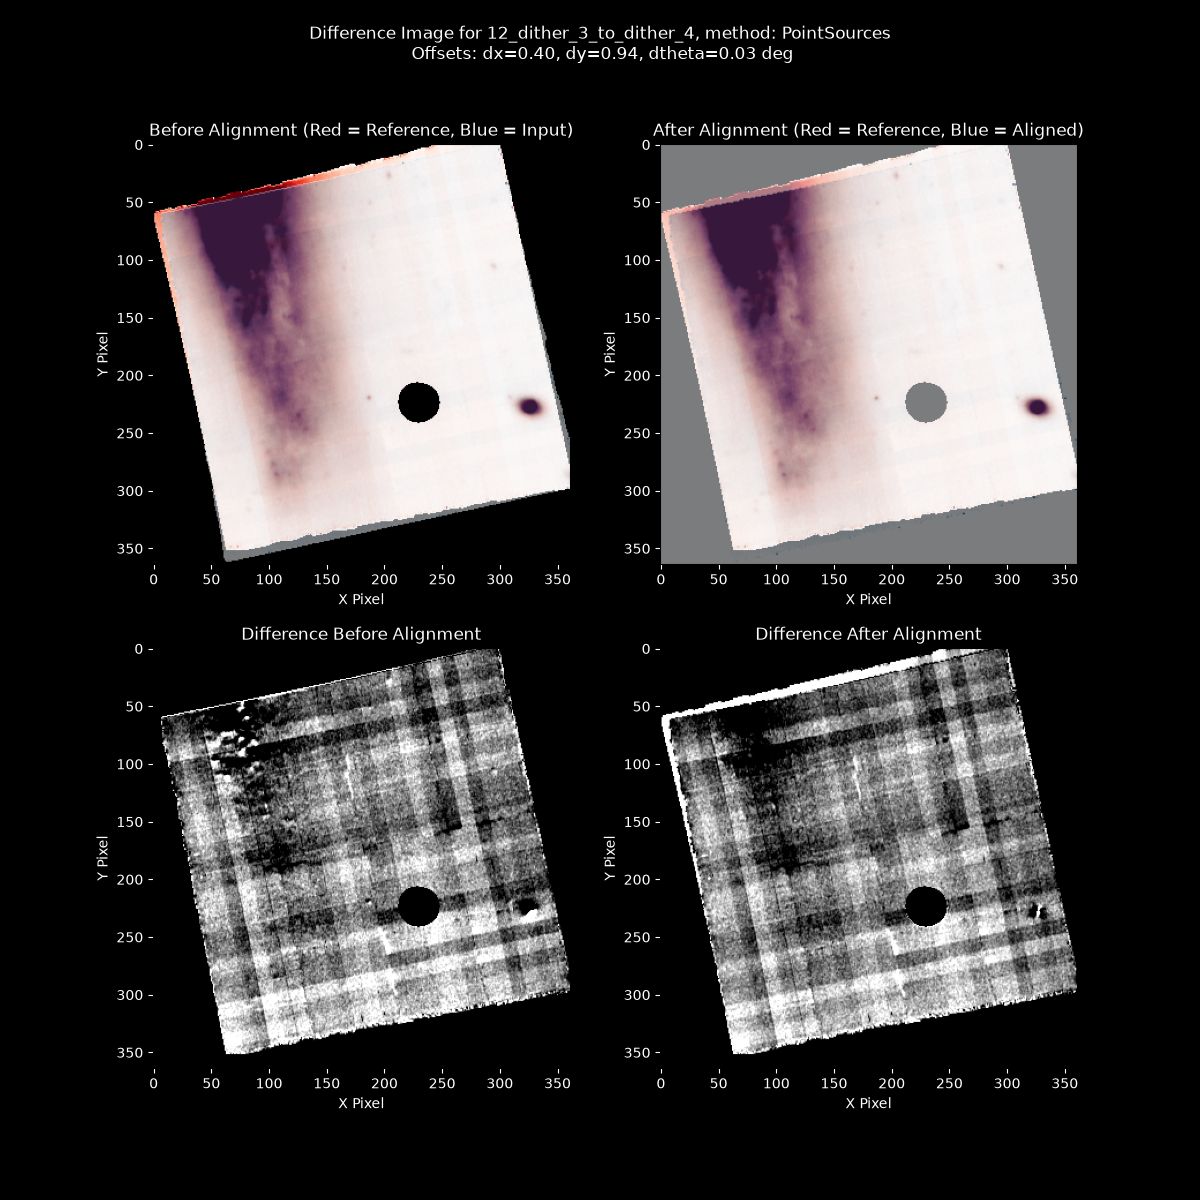 Difference Image for 12_dither_3_to_dither_4, method: PointSources
Offsets: dx=0.40, dy=0.94, dtheta=0.03 deg
Before Alignment (Red = Reference, Blue = Input)
0
50
100
150
200
250
300
350
Y Pixel
0 50 100 150 200 250 300 350
X Pixel
After Alignment (Red = Reference, Blue = Aligned)
0
50
100
150
200
250
300
350
Y Pixel
0 50 100 150 200 250 300 350
X Pixel
Difference Before Alignment
0
50
100
150
200
250
300
350
Y Pixel
0 50 100 150 200 250 300 350
X Pixel
Difference After Alignment
0
50
100
150
200
250
300
350
Y Pixel
0 50 100 150 200 250 300 350
X Pixel